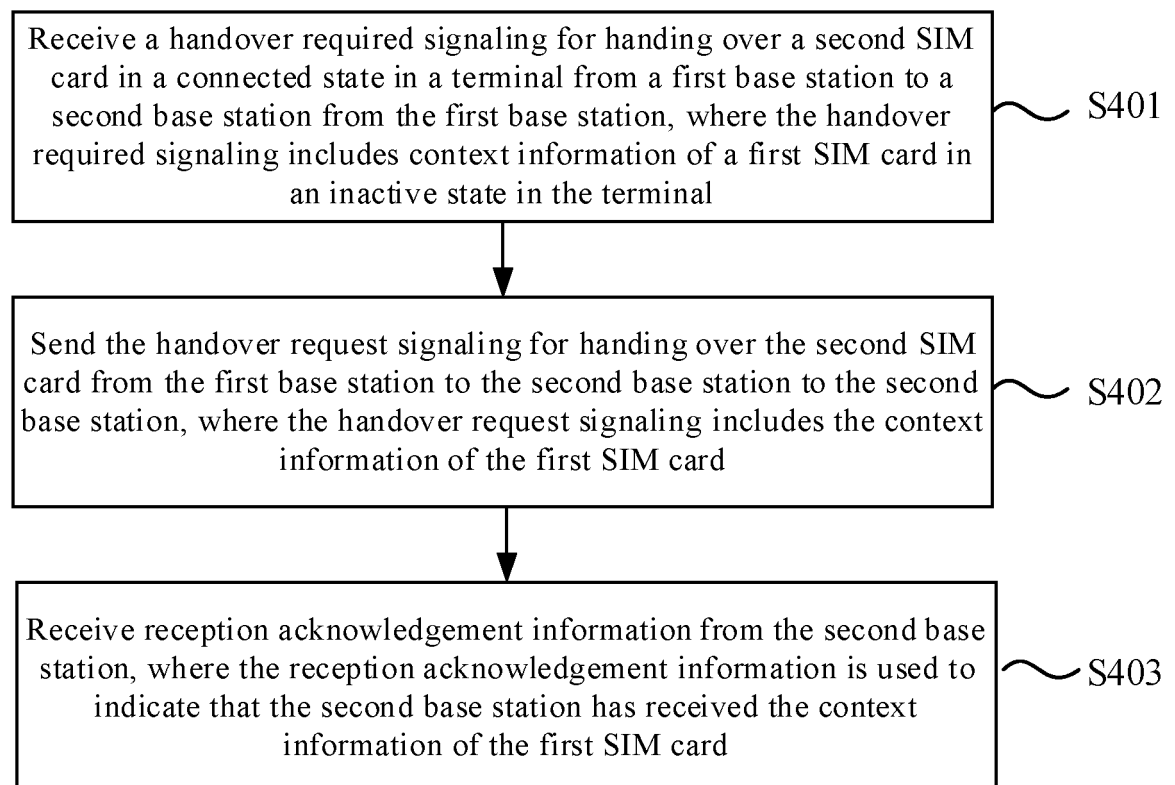 Receive a handover required signaling for handing over a second SIM
card in a connected state in a terminal from a first base station to a
second base station from the first base station, where the handover
required signaling includes context information of a first SIM card in
an inactive state in the terminal
S401
Send the handover request signaling for handing over the second SIM
card from the first base station to the second base station to the second
base station, where the handover request signaling includes the context
information of the first SIM card
S402
Receive reception acknowledgement information from the second base
station, where the reception acknowledgement information is used to
indicate that the second base station has received the context
information of the first SIM card
S403